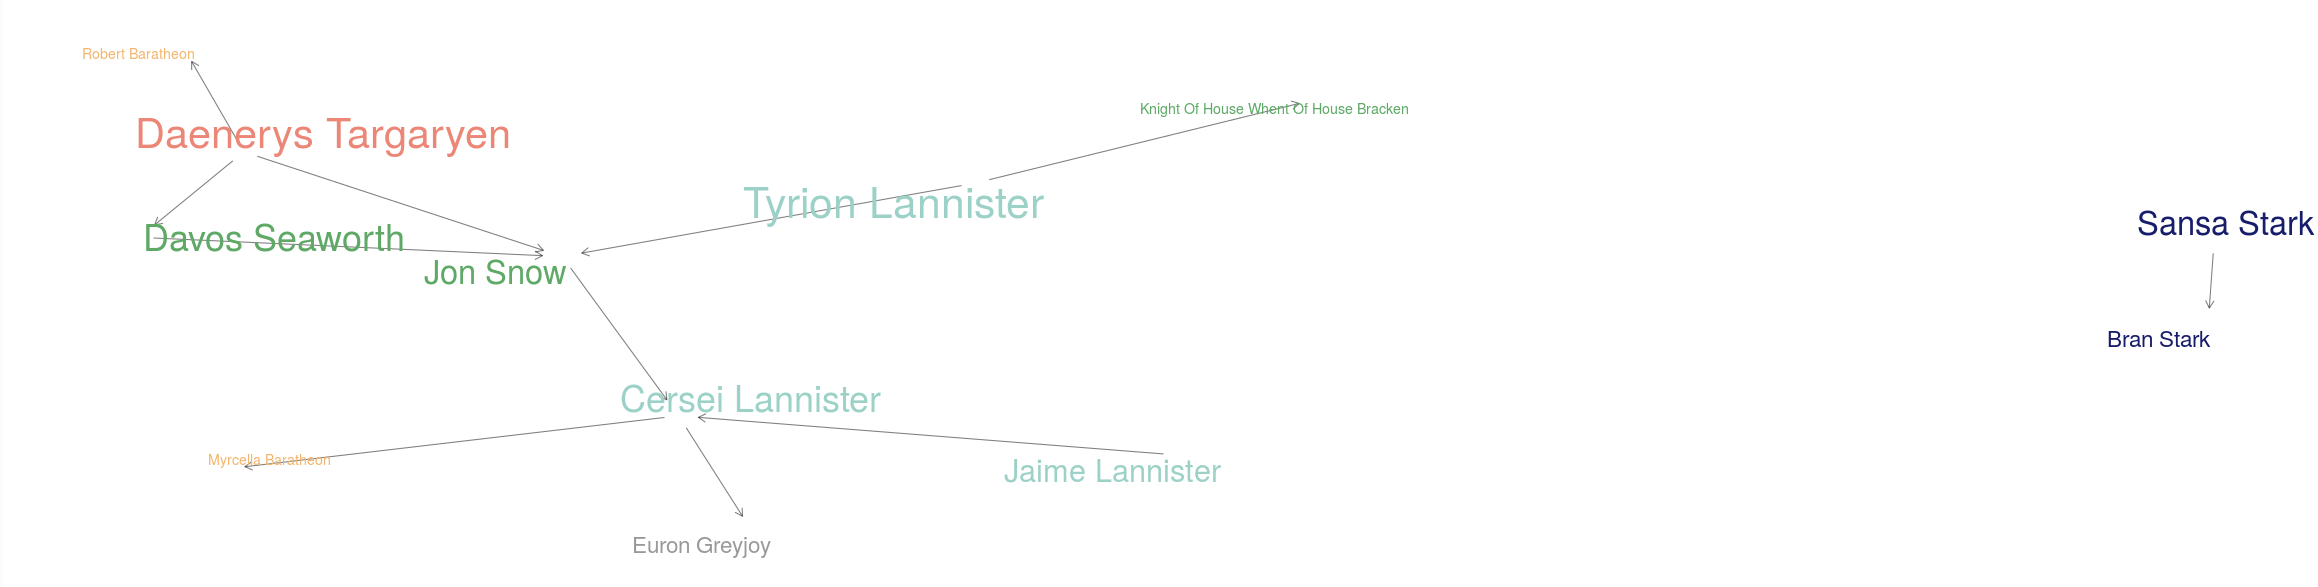 Robert Baratheon
Knight Of House Whent Of House Bracken
Daenerys Targaryen
Tyrion Lannister
Sansa Stark
Davos Seaworth
Jon Snow
Bran Stark
Cersei Lannister
Myrcella Baratheon
Jaime Lannister
Euron Greyjoy